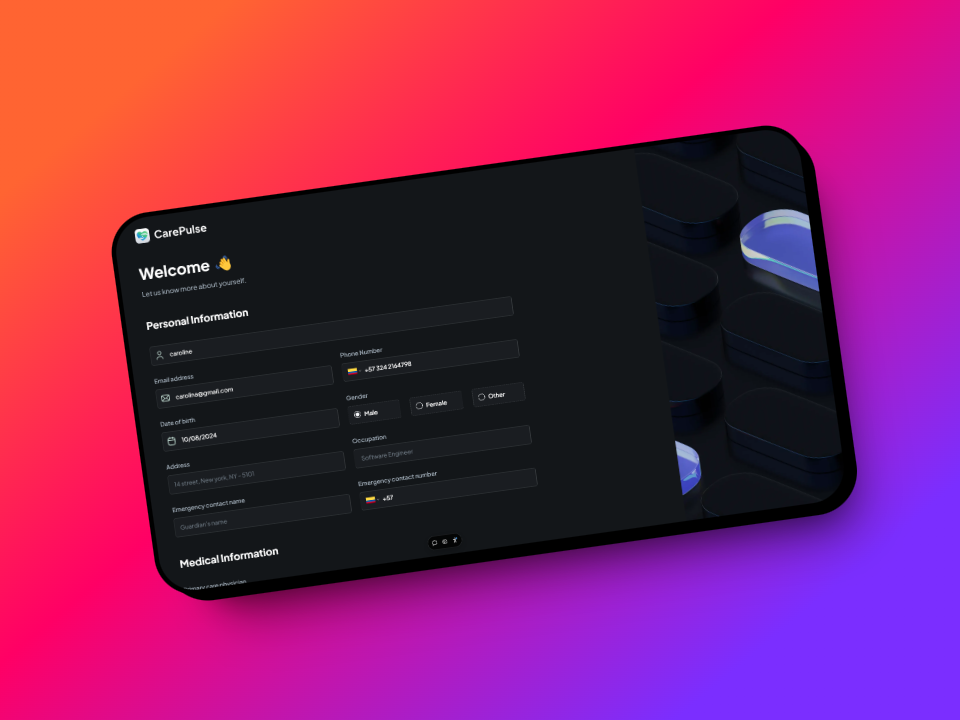 CarePulse
Welcome 👋
Let us know more about yourself.
Personal Information
caroline
Email address
Phone Number
carolina@gmail.com
+57 324 2164798
Date of birth
Gender
10/08/2024
Male
Female
Other
Address
Occupation
14 street, New york, NY - 5101
Software Engineer
Emergency contact name
Emergency contact number
Guardian's name
+57
Medical Information
care physician